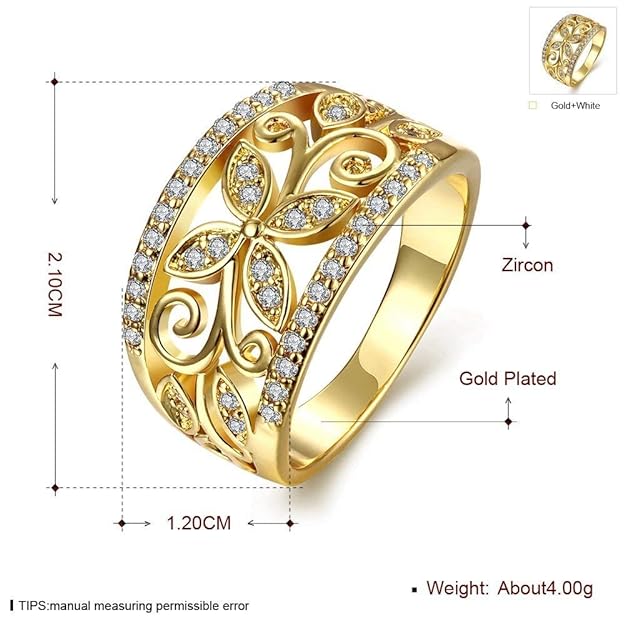 Gold+White
2.10CM
Zircon
Gold Plated
1.20CM
Weight: About4.00g
TIPS:manual measuring permissible error